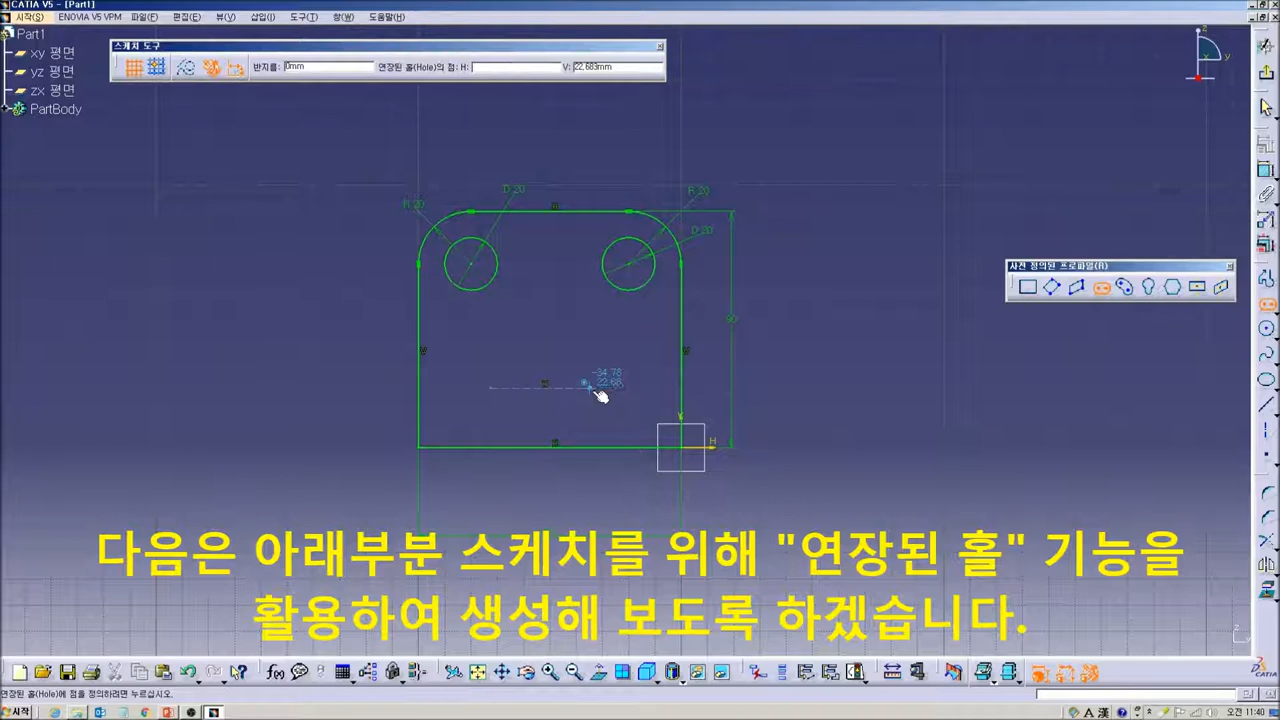 CATIA V5 - [Part1]
시작(S) ENOVIA V5 VPM 파일(F) 편집(E) 뷰(V) 삽입(I) 도구(T) 창(W) 도움말(H)
Part1
xy 평면
yz 평면
zx 평면
PartBody
스케치 도구
반지름: 0mm 연장된 홀(Hole)의 점: H: V: 22,683mm
z
y
x
R 20
D 20
R 20
D 20
90
V
V
-34.78
22.68
H
V
H
사전 정의된 프로파일(R)
다음은 아래부분 스케치를 위해 "연장된 홀" 기능을
활용하여 생성해 보도록 하겠습니다.
f(x)
CATIA
연장된 홀(Hole)에 점을 정의하려면 누르십시오.
시작
A 漢
오전 11:40